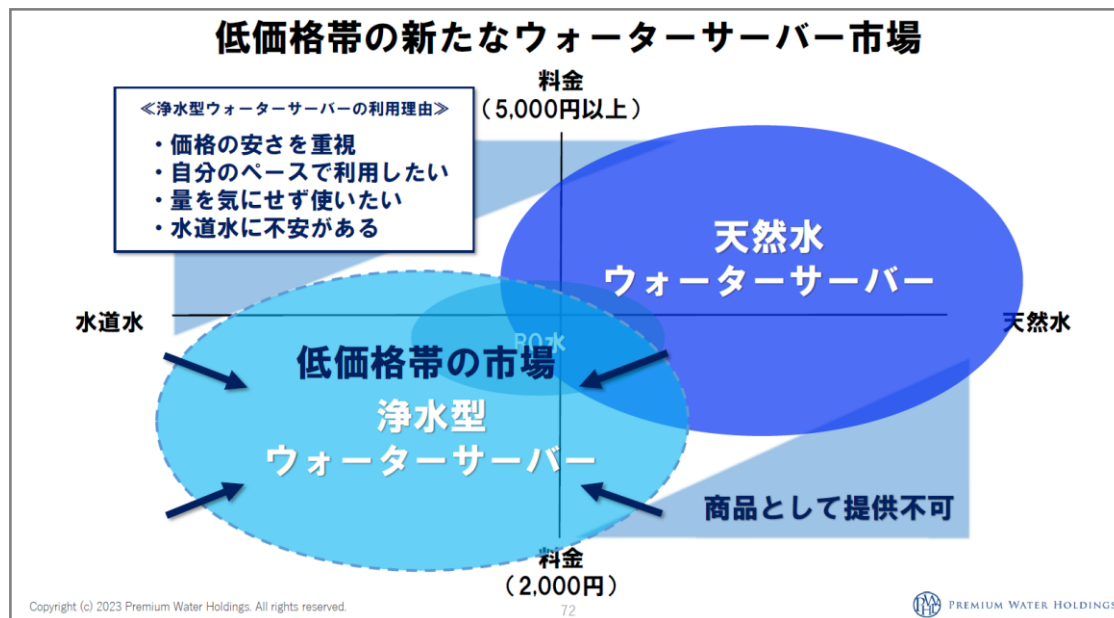 低価格帯の新たなウォーターサーバー市場
料金
（5,000円以上）
≪浄水型ウォーターサーバーの利用理由≫
・価格の安さを重視
・自分のペースで利用したい
・量を気にせず使いたい
・水道水に不安がある
天然水
ウォーターサーバー
水道水
天然水
RO水
低価格帯の市場
浄水型
ウォーターサーバー
商品として提供不可
料金
（2,000円）
Copyright (c) 2023 Premium Water Holdings. All rights reserved.
72
PREMIUM WATER HOLDINGS